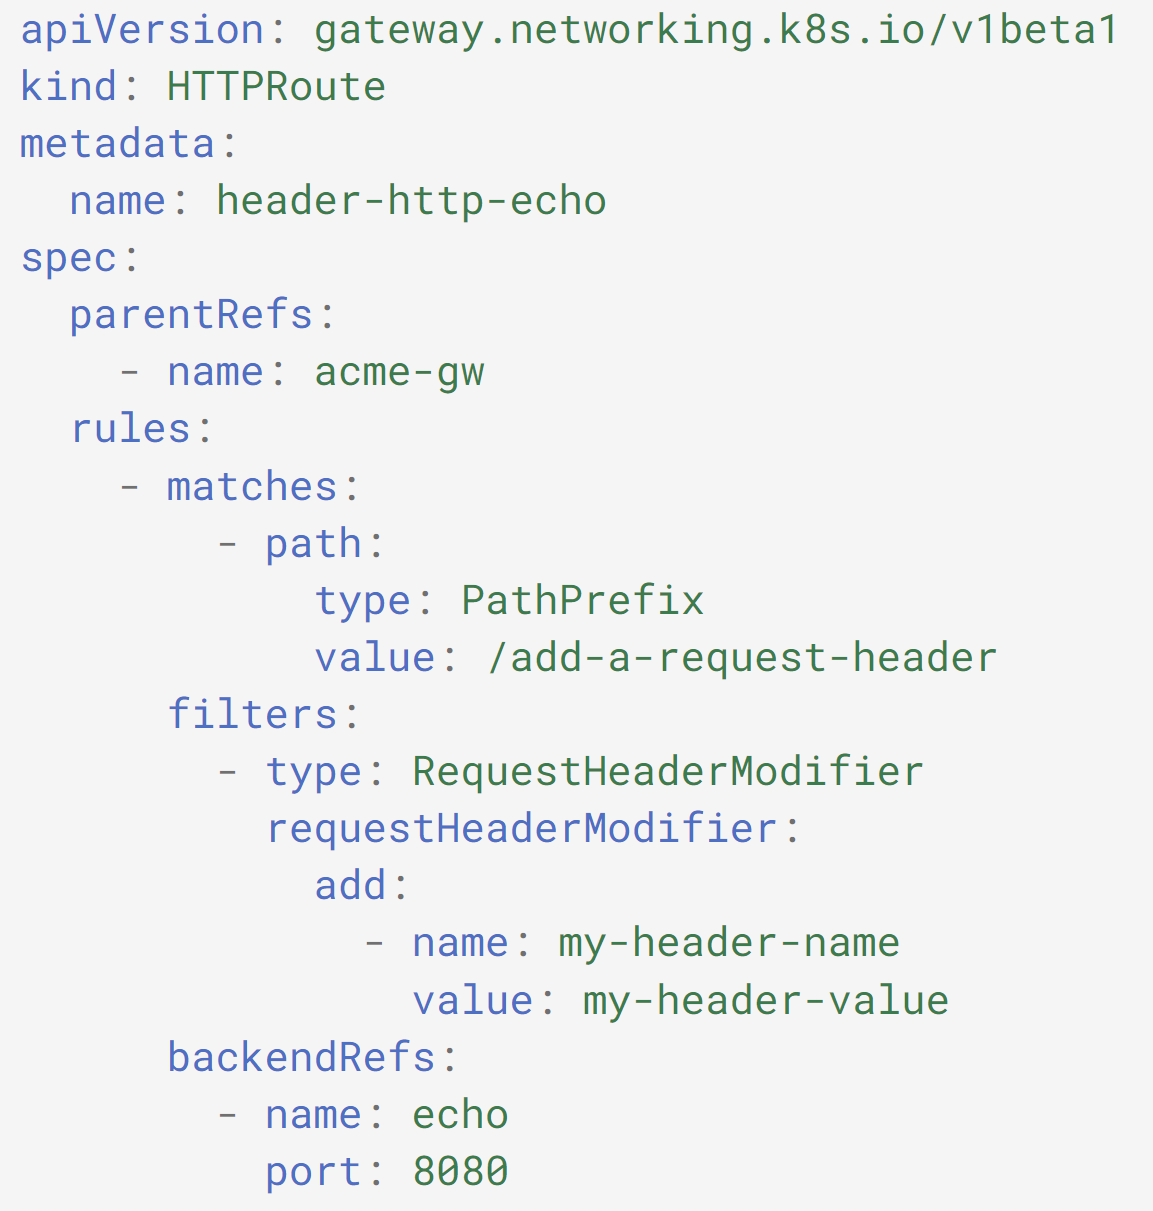 apiVersion: gateway.networking.k8s.io/v1beta1
kind: HTTPRoute
metadata:
  name: header-http-echo
spec:
  parentRefs:
    - name: acme-gw
  rules:
    - matches:
        - path:
            type: PathPrefix
            value: /add-a-request-header
      filters:
        - type: RequestHeaderModifier
          requestHeaderModifier:
            add:
              - name: my-header-name
                value: my-header-value
      backendRefs:
        - name: echo
          port: 8080